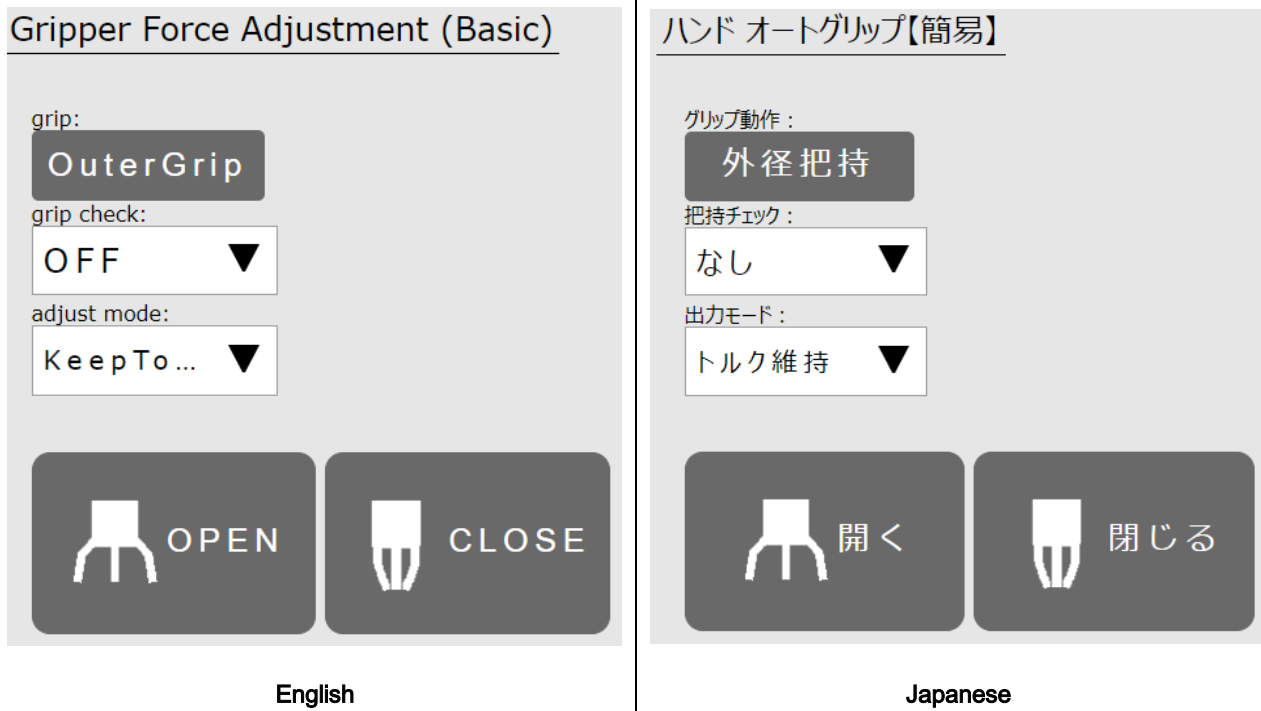 Gripper Force Adjustment (Basic)
grip:
OuterGrip
grip check:
OFF ▼
adjust mode:
KeepTo... ▼
OPEN
CLOSE
English
ハンド オートグリップ【簡易】
グリップ動作：
外径把持
把持チェック：
なし ▼
出力モード：
トルク維持 ▼
開く
閉じる
Japanese